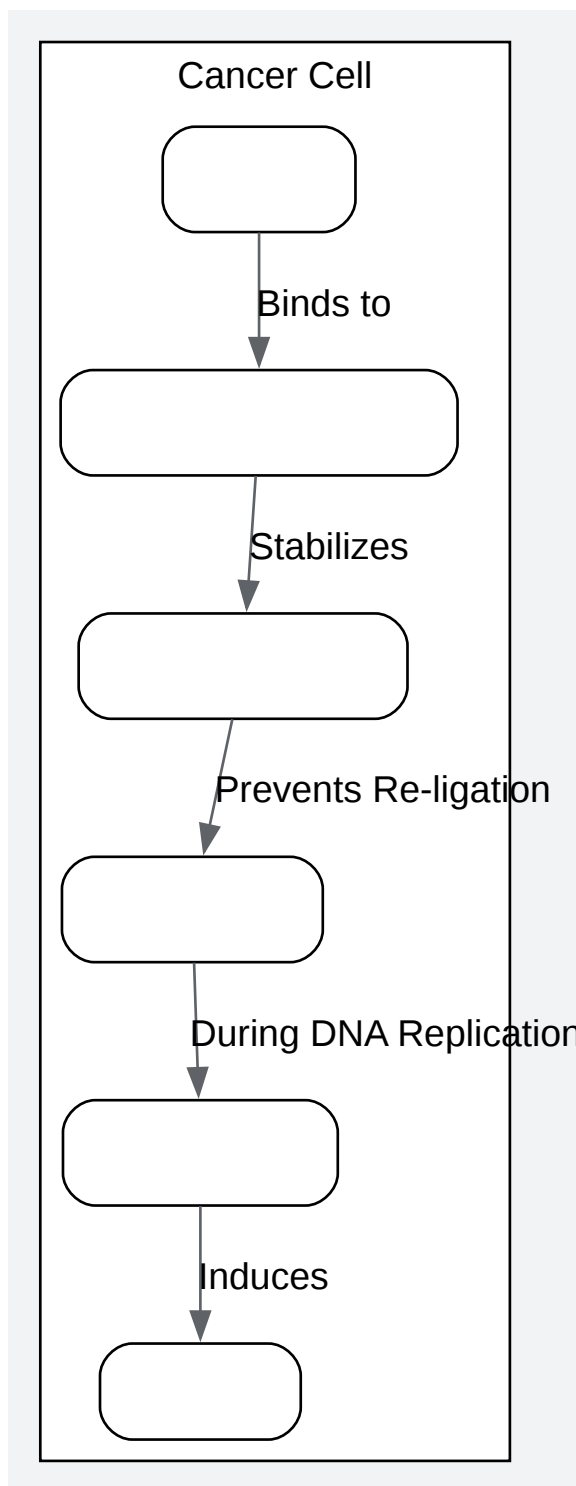 Cancer Cell
Binds to
Stabilizes
Prevents Re-ligation
During DNA Replication
Induces